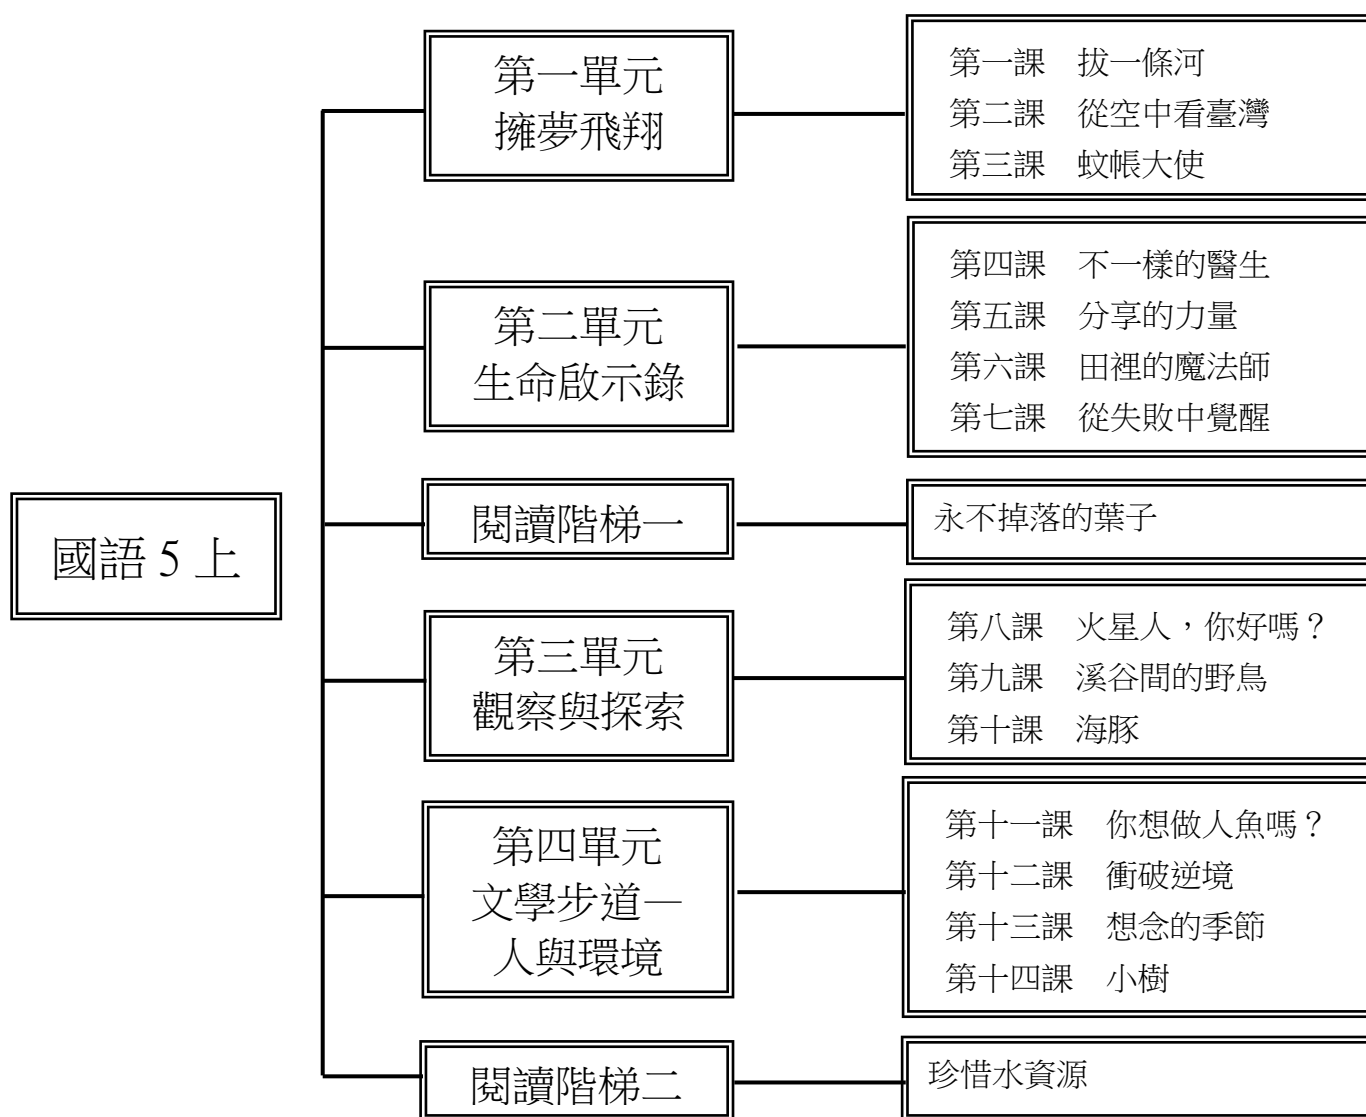 國語 5 上
第一單元
擁夢飛翔
第一課　拔一條河
第二課　從空中看臺灣
第三課　蚊帳大使
第二單元
生命啟示錄
第四課　不一樣的醫生
第五課　分享的力量
第六課　田裡的魔法師
第七課　從失敗中覺醒
閱讀階梯一
永不掉落的葉子
第三單元
觀察與探索
第八課　火星人，你好嗎？
第九課　溪谷間的野鳥
第十課　海豚
第四單元
文學步道—
人與環境
第十一課　你想做人魚嗎？
第十二課　衝破逆境
第十三課　想念的季節
第十四課　小樹
閱讀階梯二
珍惜水資源